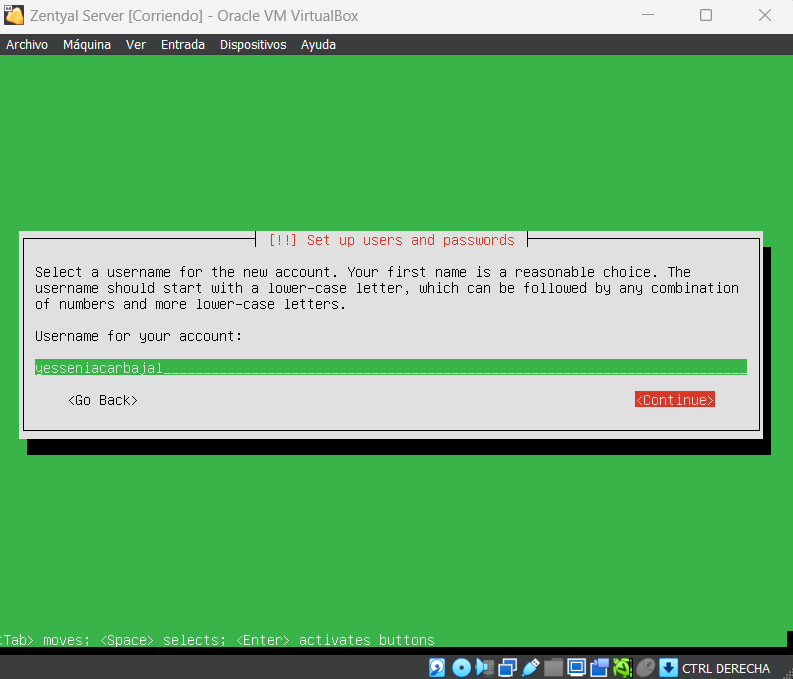 Zentyal Server [Corriendo] - Oracle VM VirtualBox
Archivo Máquina Ver Entrada Dispositivos Ayuda
[!!] Set up users and passwords
Select a username for the new account. Your first name is a reasonable choice. The
username should start with a lower-case letter, which can be followed by any combination
of numbers and more lower-case letters.
Username for your account:
yesseniacarbajal
<Go Back> <Continue>
<Tab> moves; <Space> selects; <Enter> activates buttons
CTRL DERECHA